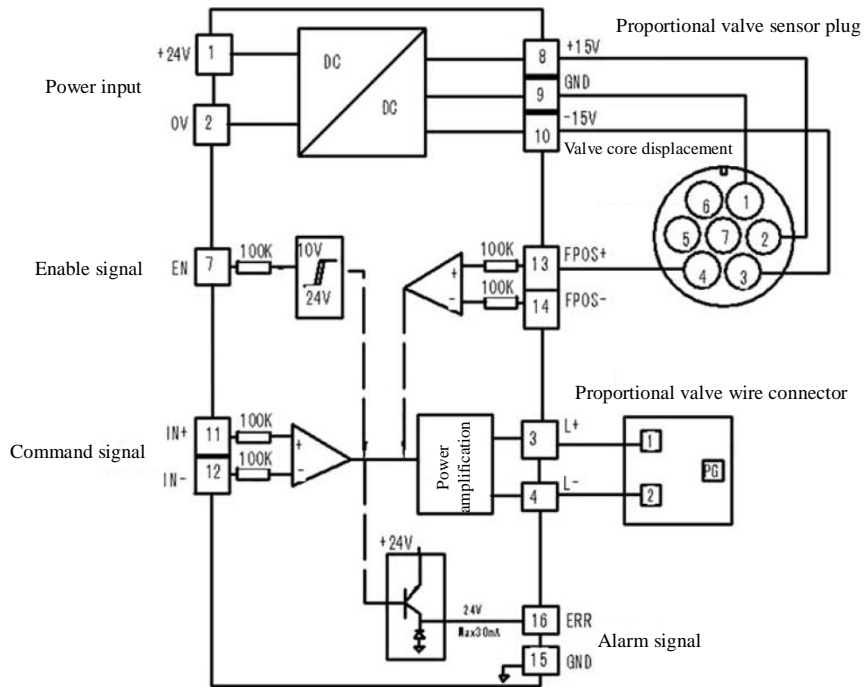 Proportional valve sensor plug
Power input
+24V
1
0V
2
DC
DC
8
+15V
9
GND
10
-15V
Valve core displacement
6
1
5
7
2
4
3
Enable signal
EN
7
100K
10V
24V
+
-
100K
100K
13
FPOS+
14
FPOS-
Proportional valve wire connector
Command signal
IN+
11
100K
IN-
12
100K
+
-
Power
amplification
3
L+
4
L-
1
PG
2
+24V
24V
Max30mA
16
ERR
Alarm signal
15
GND